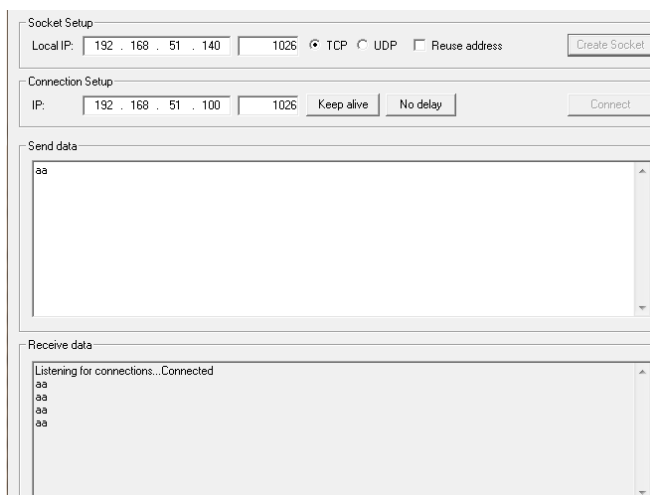 Socket Setup
Local IP: 192 . 168 . 51 . 140 1026 TCP UDP Reuse address Create Socket
Connection Setup
IP: 192 . 168 . 51 . 100 1026 Keep alive No delay Connect
Send data
aa
Receive data
Listening for connections...Connected
aa
aa
aa
aa